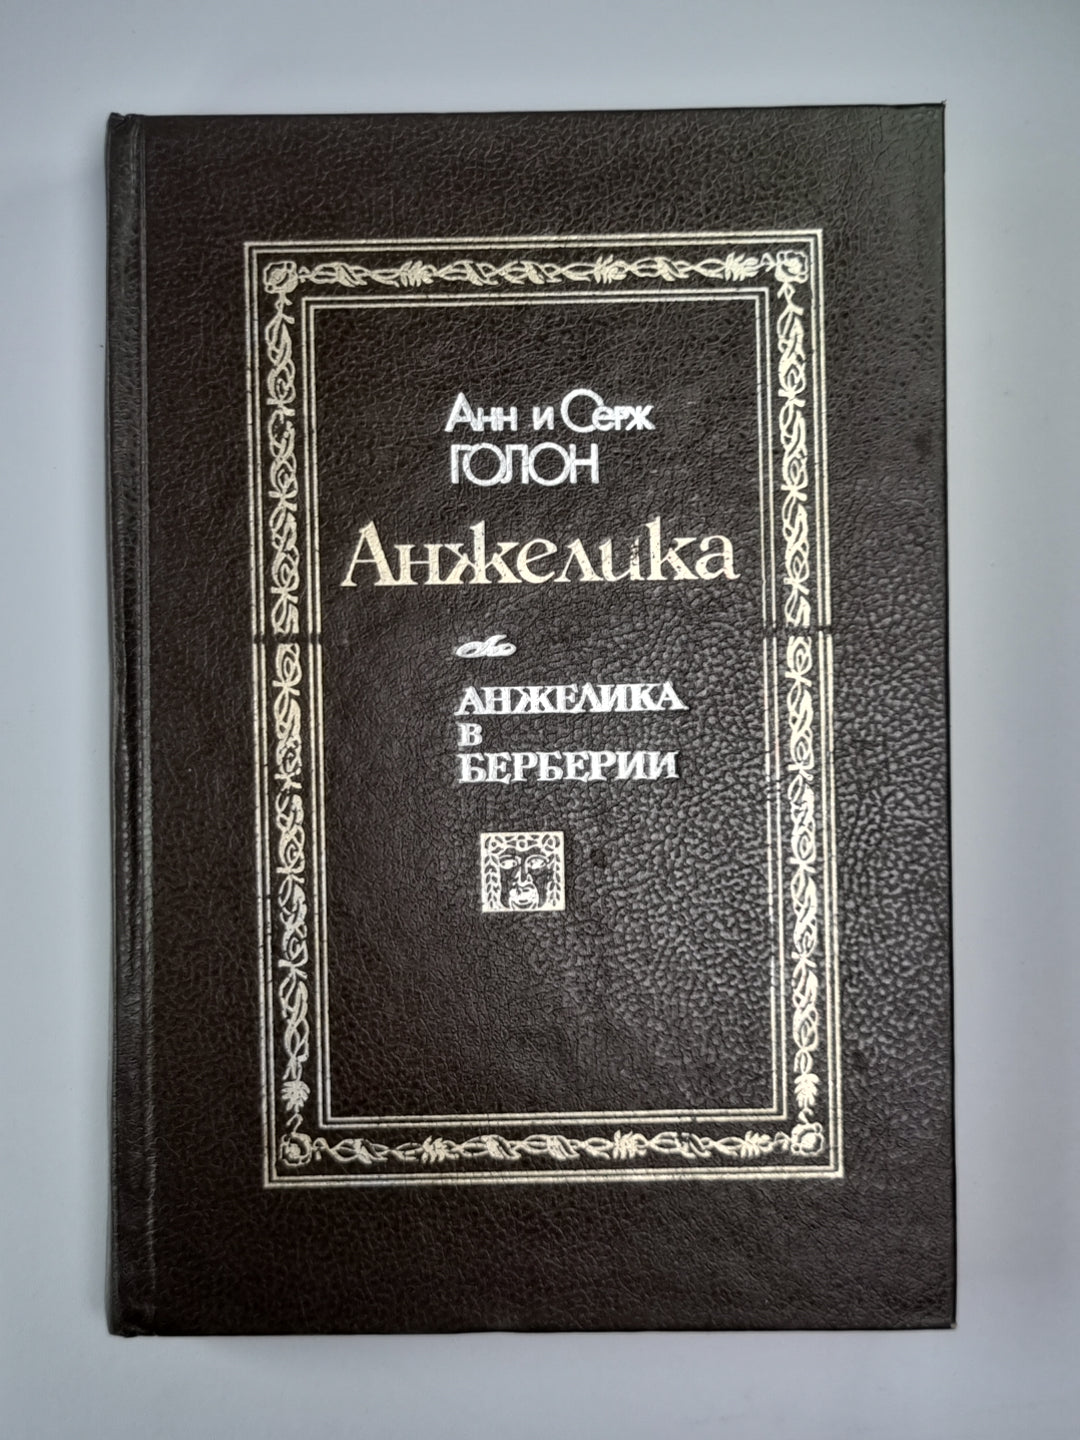 Анн и Серж
ГОЛОН
Анжелика
АНЖЕЛИКА
В
БЕРБЕРИИ